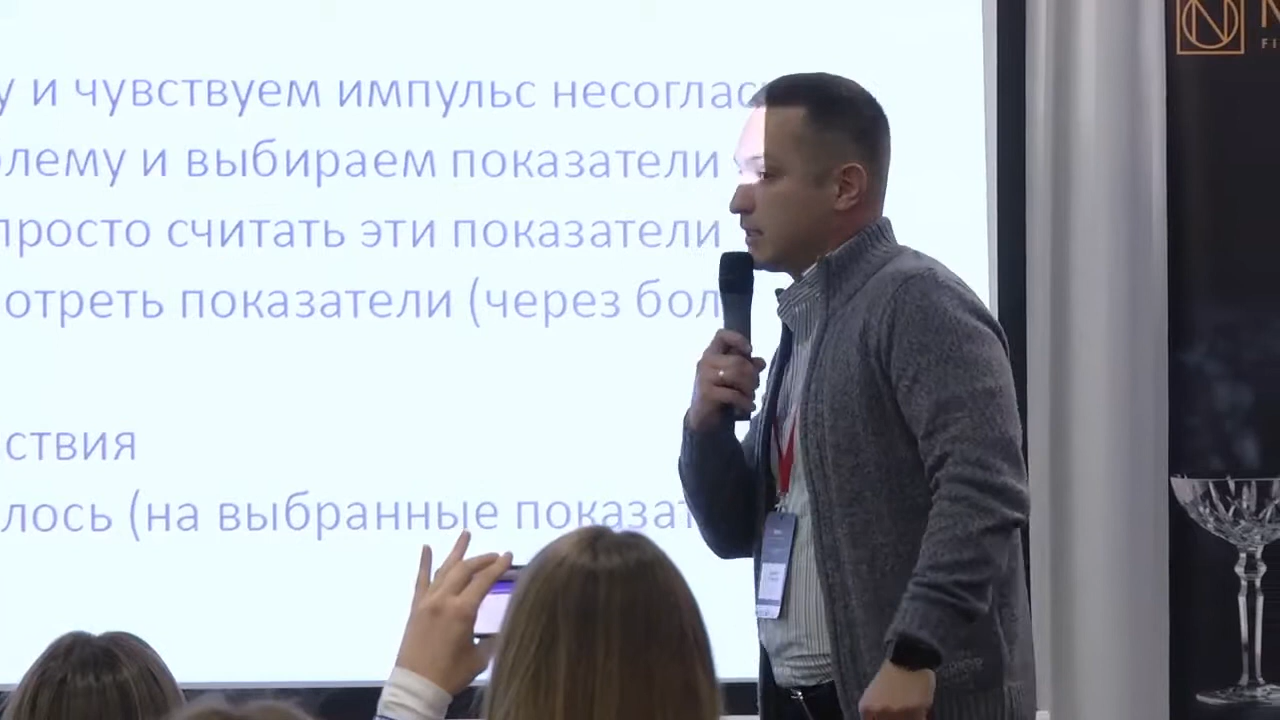 у и чувствуем импульс несоглас
лему и выбираем показатели
просто считать эти показатели
отреть показатели (через бол
ствия
лось (на выбранные показат